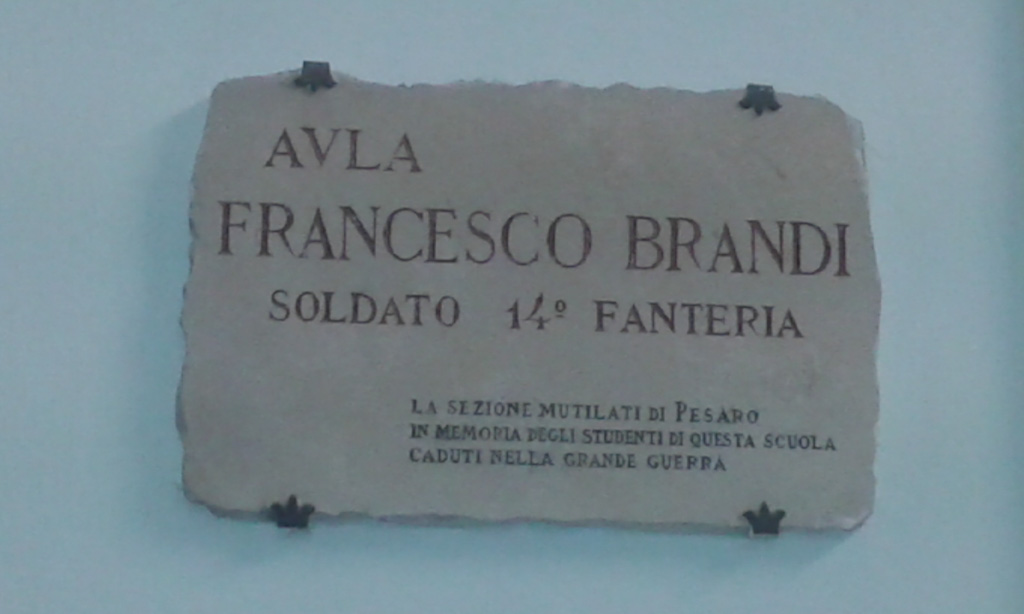 AVLA
FRANCESCO BRANDI
SOLDATO 14º FANTERIA
LA SEZIONE MUTILATI DI PESARO
IN MEMORIA DEGLI STUDENTI DI QUESTA SCUOLA
CADUTI NELLA GRANDE GUERRA